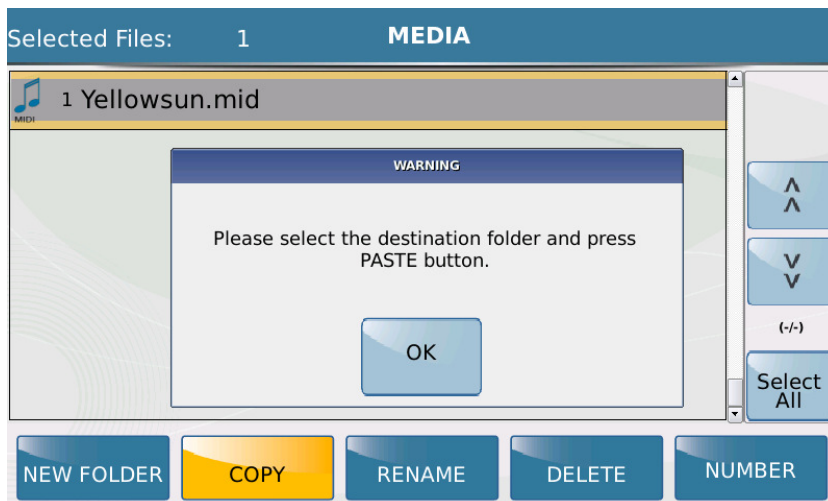 Selected Files: 1 MEDIA
MIDI
1 Yellowsun.mid
WARNING
Please select the destination folder and press
PASTE button.
OK
(-/-)
Select
All
NEW FOLDER COPY RENAME DELETE NUMBER